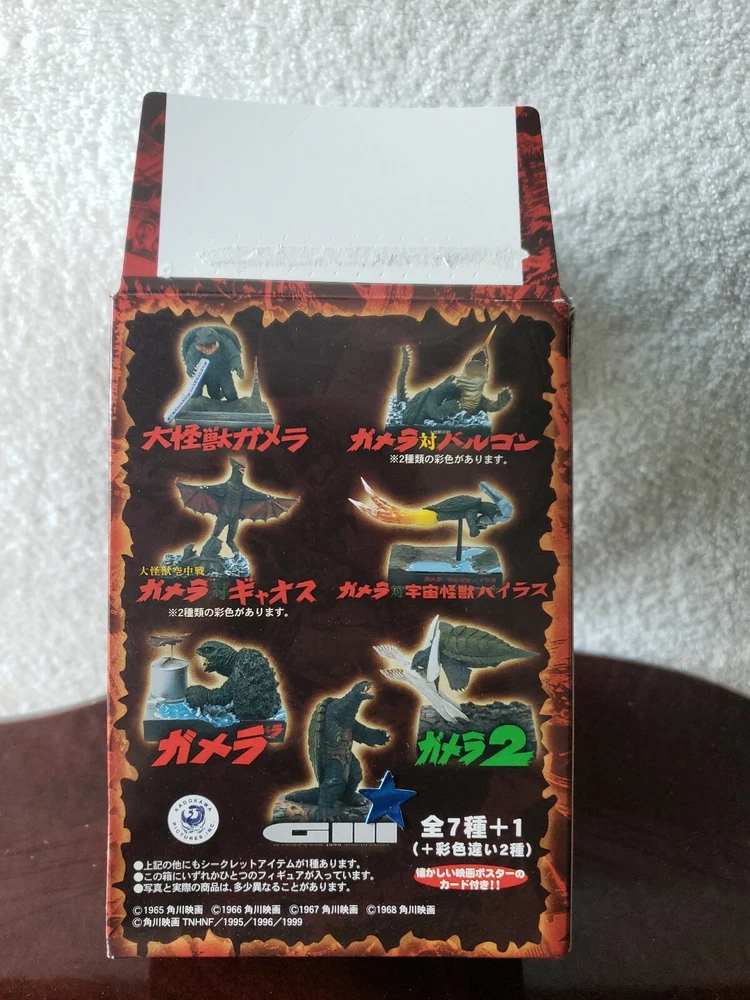 大怪獣ガメラ
ガメラ対バルゴン
※2種類の彩色があります。
大怪獣空中戦
ガメラ対ギャオス
※2種類の彩色があります。
ガメラ対宇宙怪獣バイラス
ガメラ
ガメラ2
GIII
KADOKAWA
PICTURES, INC.
全7種+1
(+彩色違い2種)
懐かしい映画ポスターの
カード付き!!
●上記の他にもシークレットアイテムが1種あります。
●この箱にいずれかひとつのフィギュアが入っています。
●写真と実際の商品は、多少異なることがあります。
©1965 角川映画 ©1966 角川映画 ©1967 角川映画 ©1968 角川映画
©角川映画 TNHNF/1995/1996/1999